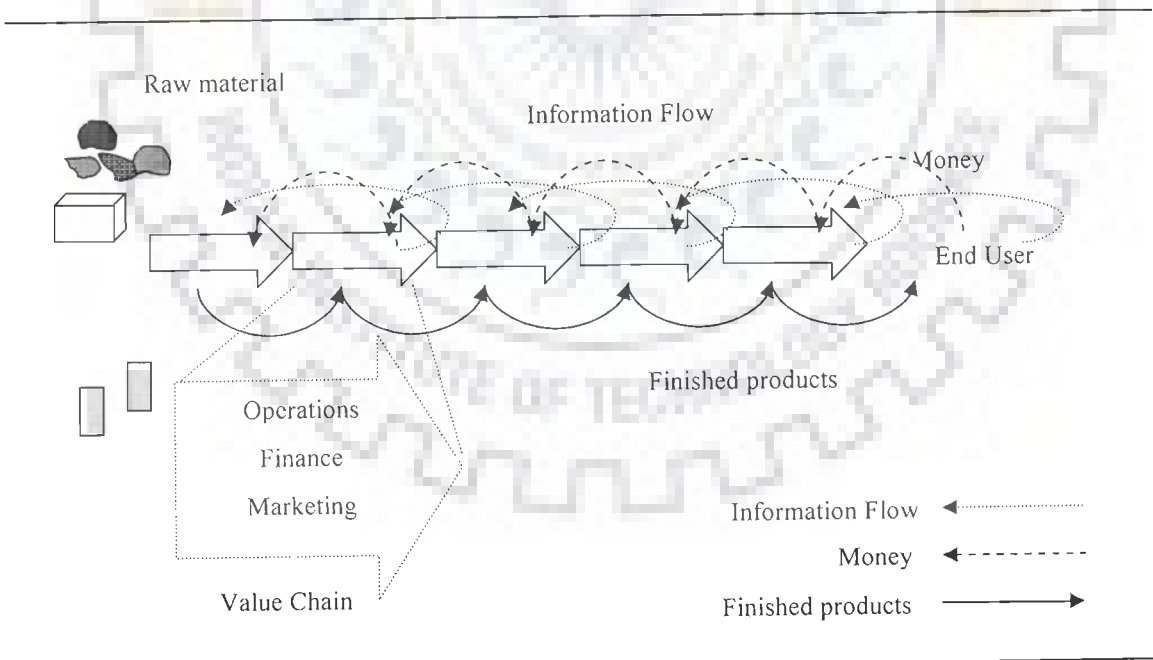 Raw material
Information Flow
Money
End User
Finished products
Operations
Finance
Marketing
Value Chain
Information Flow
Money
Finished products